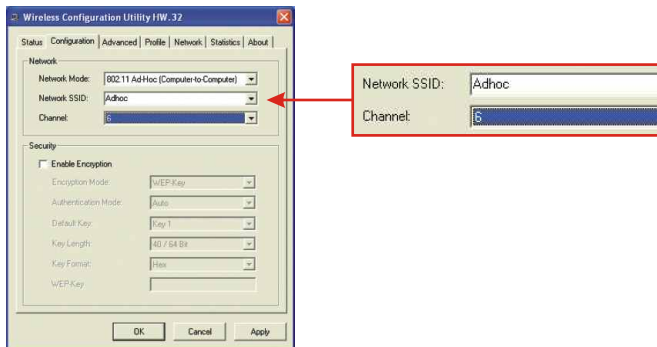 Wireless Configuration Utility HW.32
Status Configuration Advanced Profile Network Statistics About
Network
Network Mode: 802.11 Ad-Hoc (Computer-to-Computer)
Network SSID: Adhoc
Channel: 6
Security
Enable Encryption
Encryption Mode: WEP-Key
Authentication Mode: Auto
Default Key: Key 1
Key Length: 40 / 64 Bit
Key Format: Hex
WEP-Key
OK Cancel Apply
Network SSID: Adhoc
Channel: 6